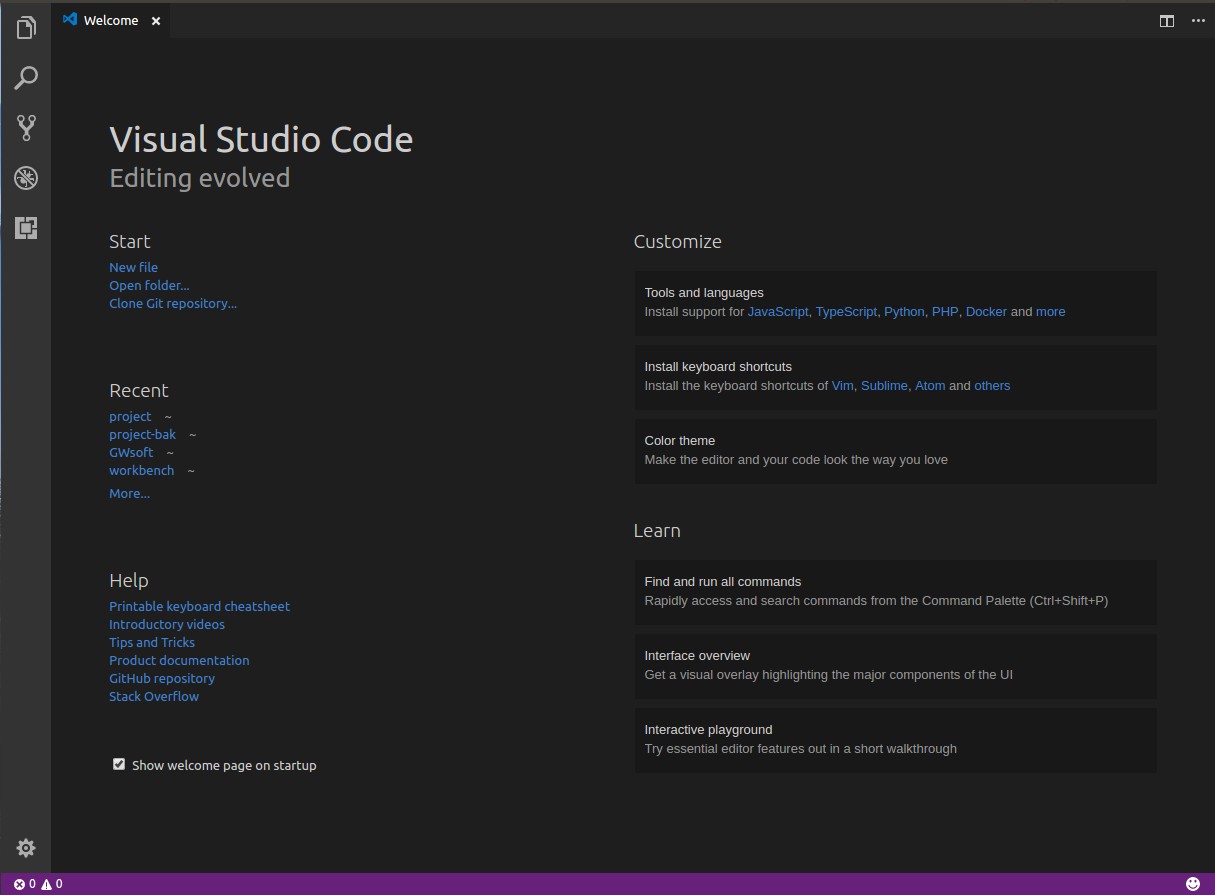 Welcome
Visual Studio Code
Editing evolved
Start
New file
Open folder...
Clone Git repository...
Recent
project ~
project-bak ~
GWsoft ~
workbench ~
More...
Help
Printable keyboard cheatsheet
Introductory videos
Tips and Tricks
Product documentation
GitHub repository
Stack Overflow
Show welcome page on startup
Customize
Tools and languages
Install support for JavaScript, TypeScript, Python, PHP, Docker and more
Install keyboard shortcuts
Install the keyboard shortcuts of Vim, Sublime, Atom and others
Color theme
Make the editor and your code look the way you love
Learn
Find and run all commands
Rapidly access and search commands from the Command Palette (Ctrl+Shift+P)
Interface overview
Get a visual overlay highlighting the major components of the UI
Interactive playground
Try essential editor features out in a short walkthrough
0 0